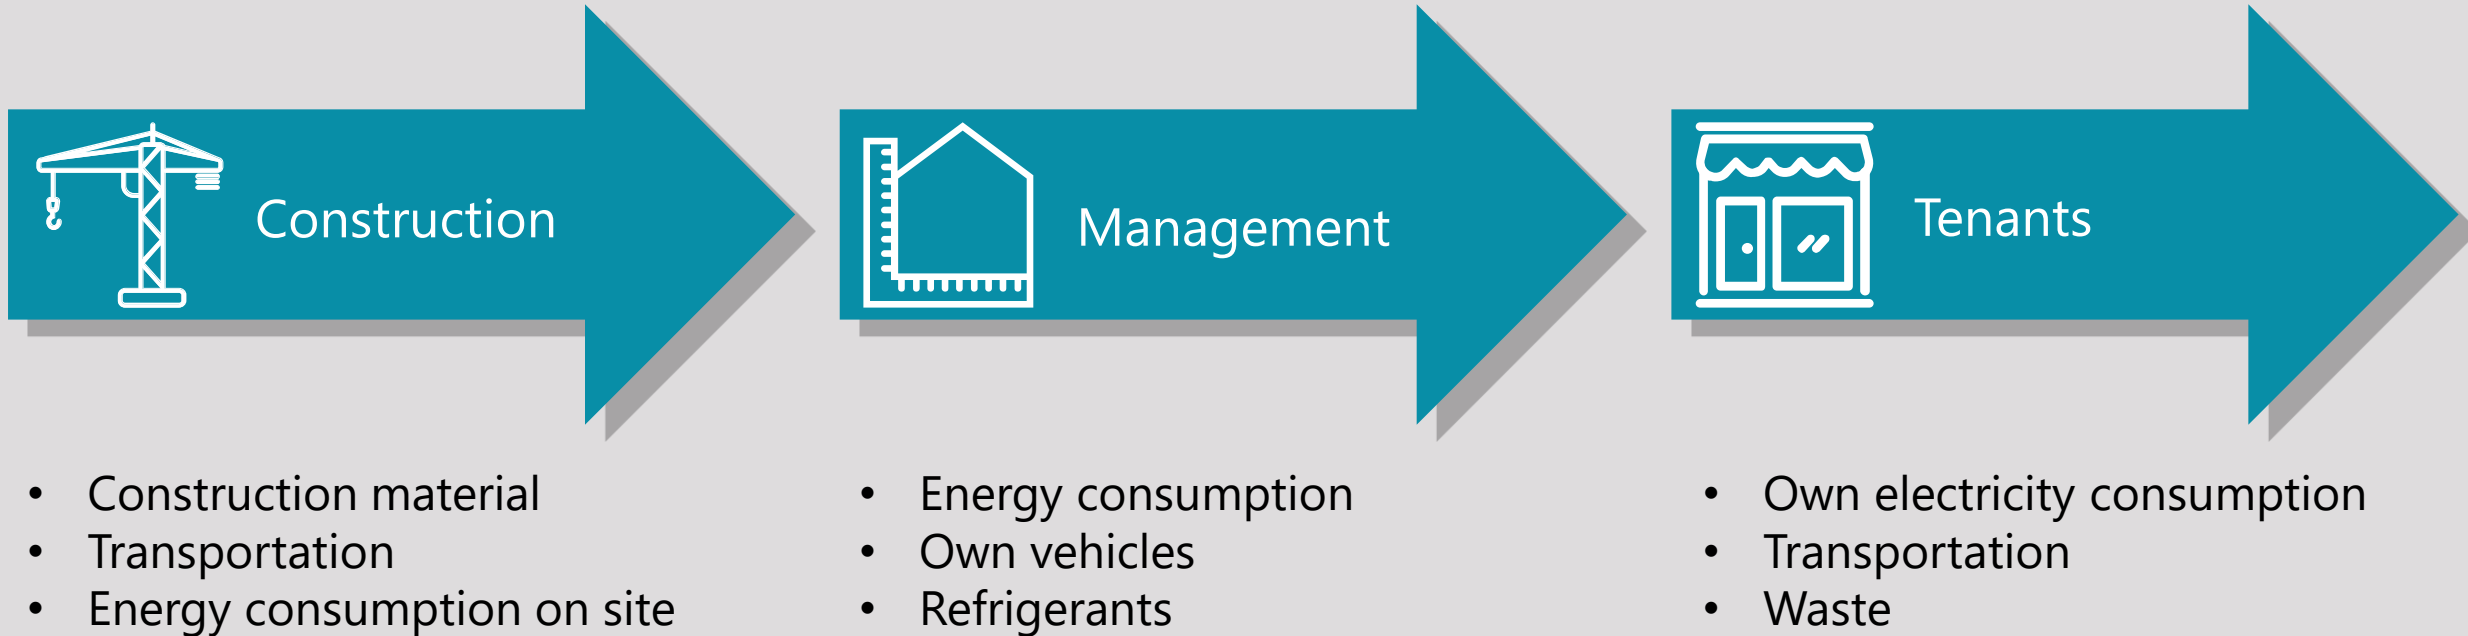 Construction
• Construction material
• Transportation
• Energy consumption on site
Management
• Energy consumption
• Own vehicles
• Refrigerants
Tenants
• Own electricity consumption
• Transportation
• Waste